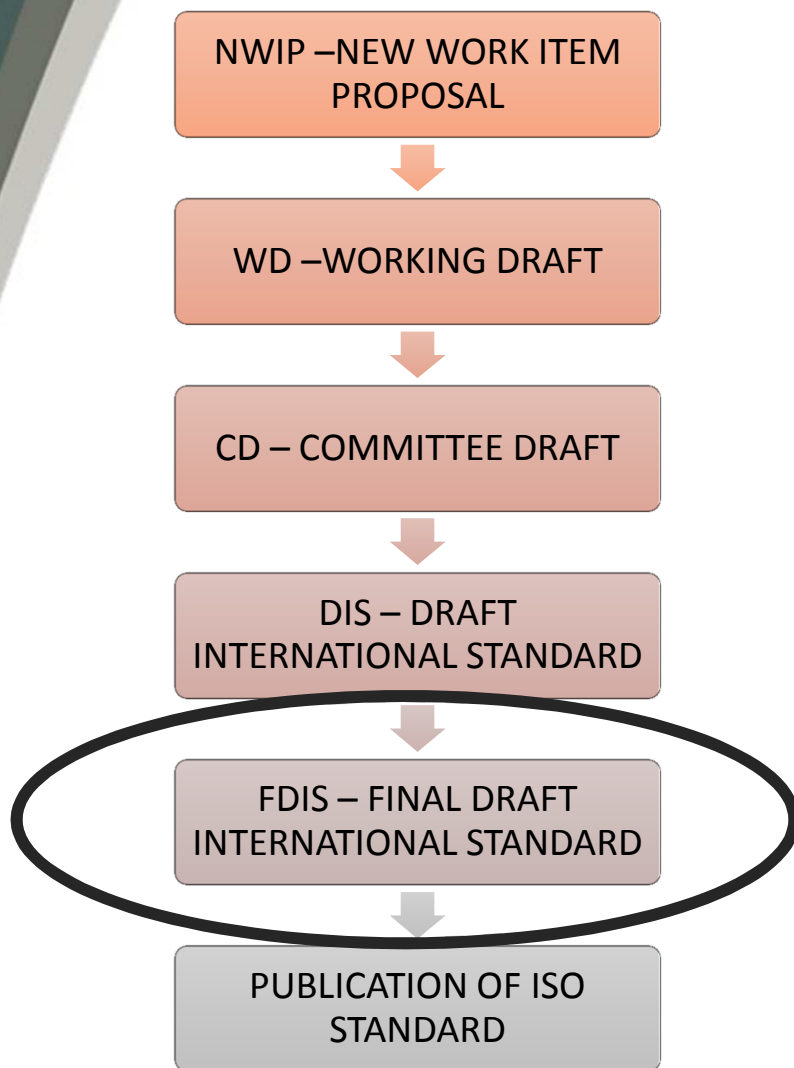 NWIP –NEW WORK ITEM
PROPOSAL
WD –WORKING DRAFT
CD – COMMITTEE DRAFT
DIS – DRAFT
INTERNATIONAL STANDARD
FDIS – FINAL DRAFT
INTERNATIONAL STANDARD
PUBLICATION OF ISO
STANDARD